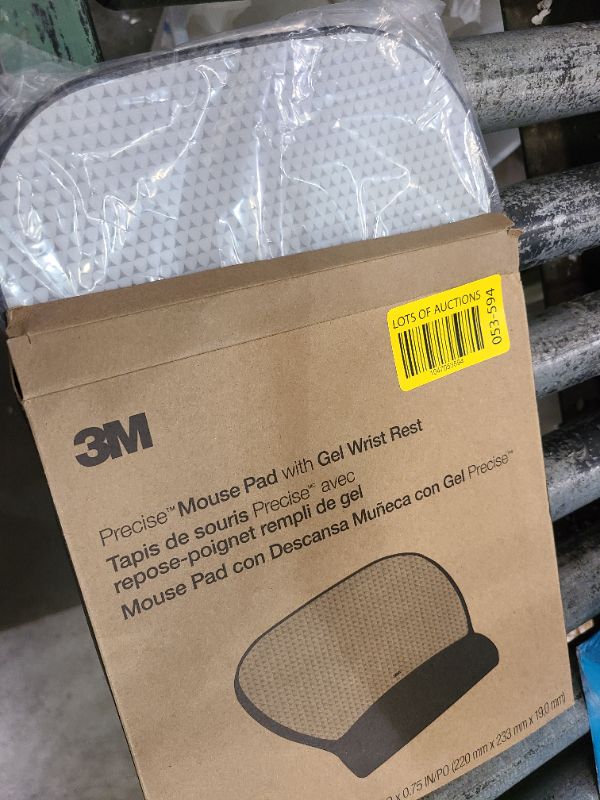 LOTS OF AUCTIONS
053-594
3M
Precise™ Mouse Pad with Gel Wrist Rest
Tapis de souris Precise™ avec
repose-poignet rempli de gel
Mouse Pad con Descansa Muñeca con Gel Precise™
3M
x 0.75 IN/PO (220 mm x 233 mm x 19.0 mm)